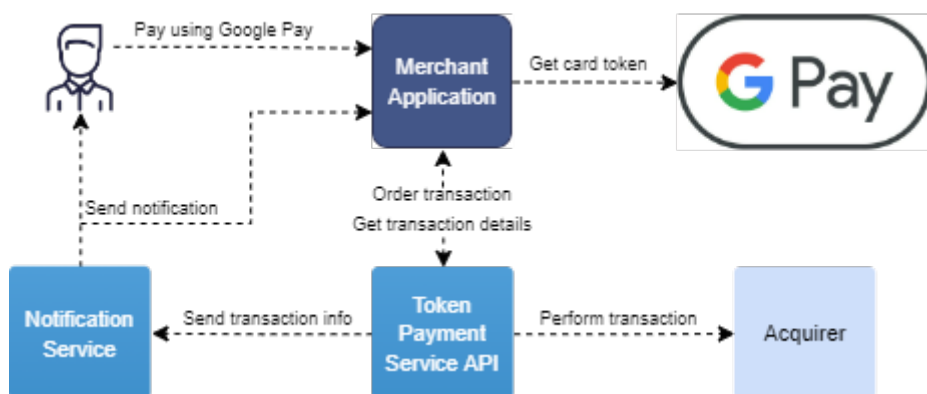 Pay using Google Pay
Merchant
Application
Get card token
G Pay
Send notification
Order transaction
Get transaction details
Notification
Service
Send transaction info
Token
Payment
Service API
Perform transaction
Acquirer